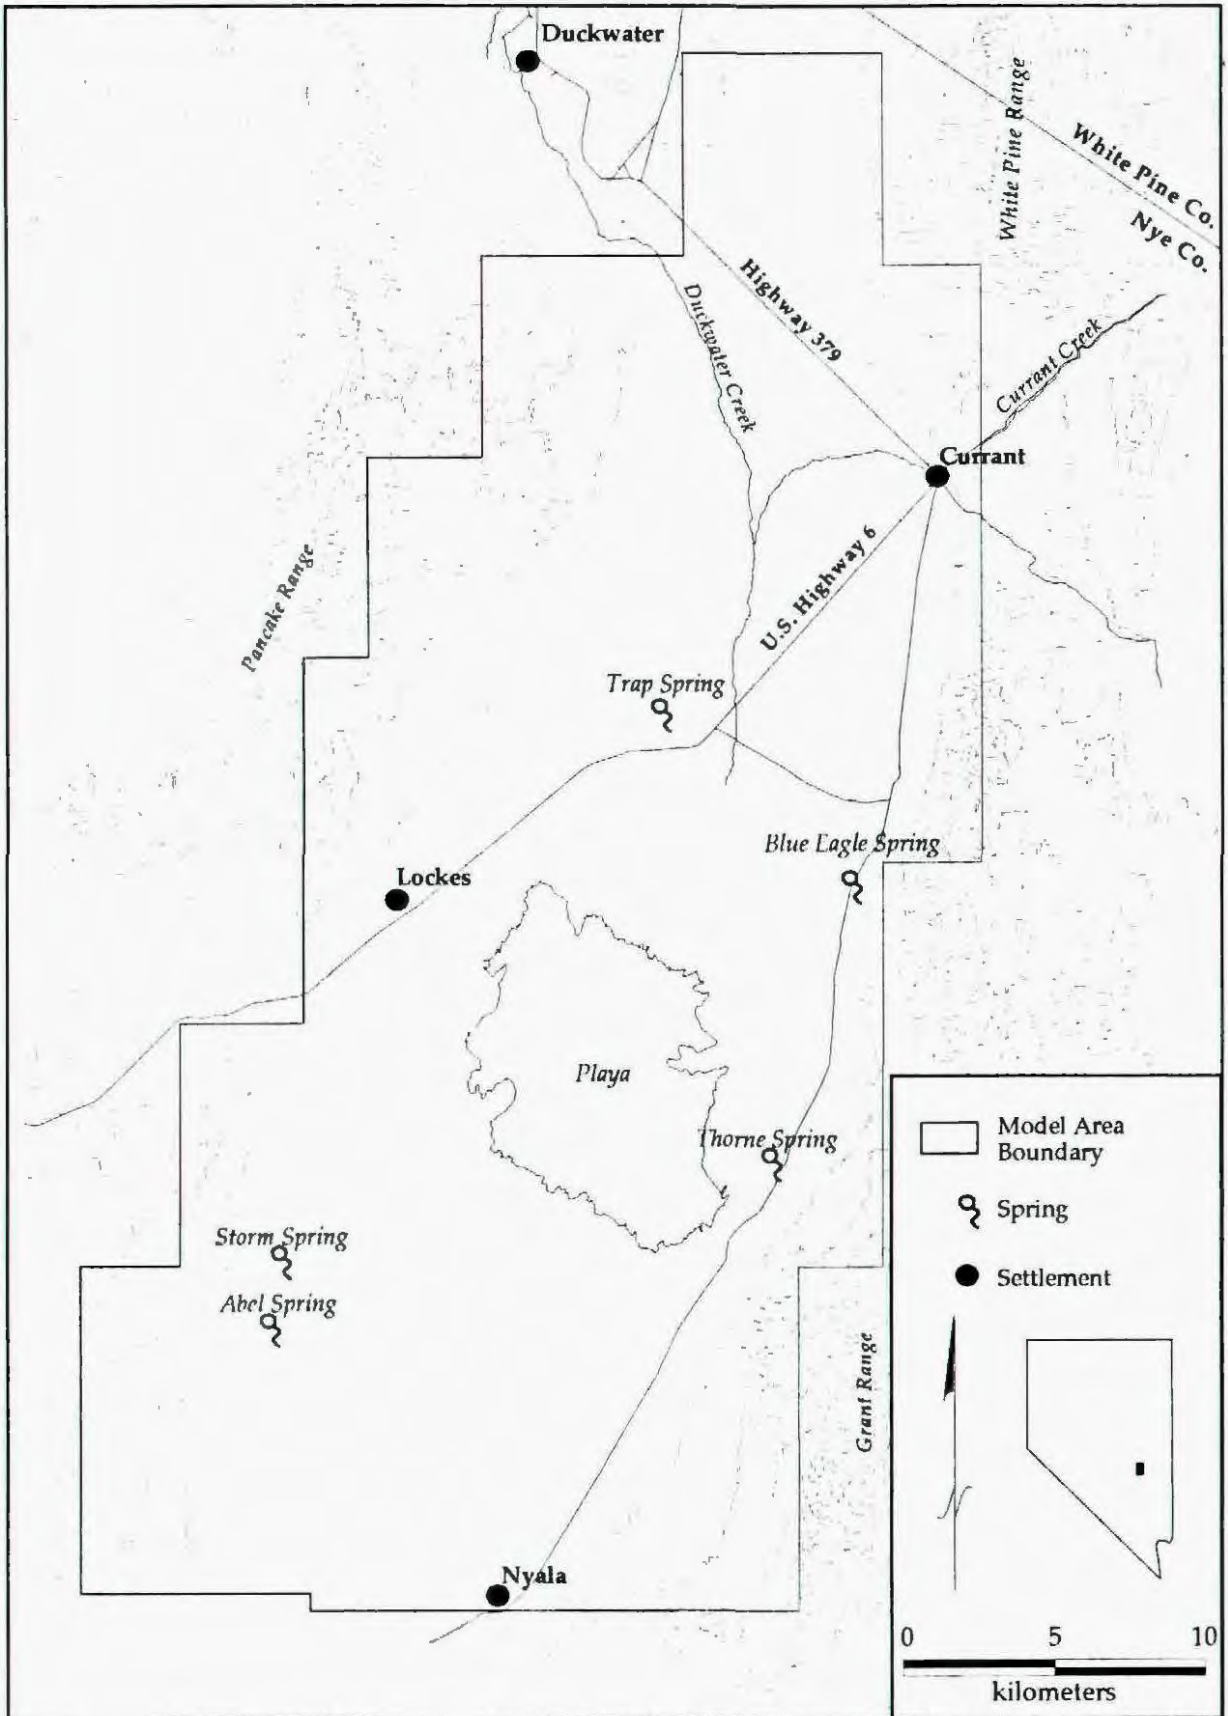 Duckwater
White Pine Range
White Pine Co.
Nye Co.
Highway 379
Duckwater Creek
Currant Creek
Currant
Pancake Range
U.S. Highway 6
Trap Spring
Blue Eagle Spring
Lockes
Playa
Thorne Spring
Storm Spring
Abel Spring
Grant Range
Nyala
Model Area
Boundary
Spring
Settlement
0 5 10
kilometers